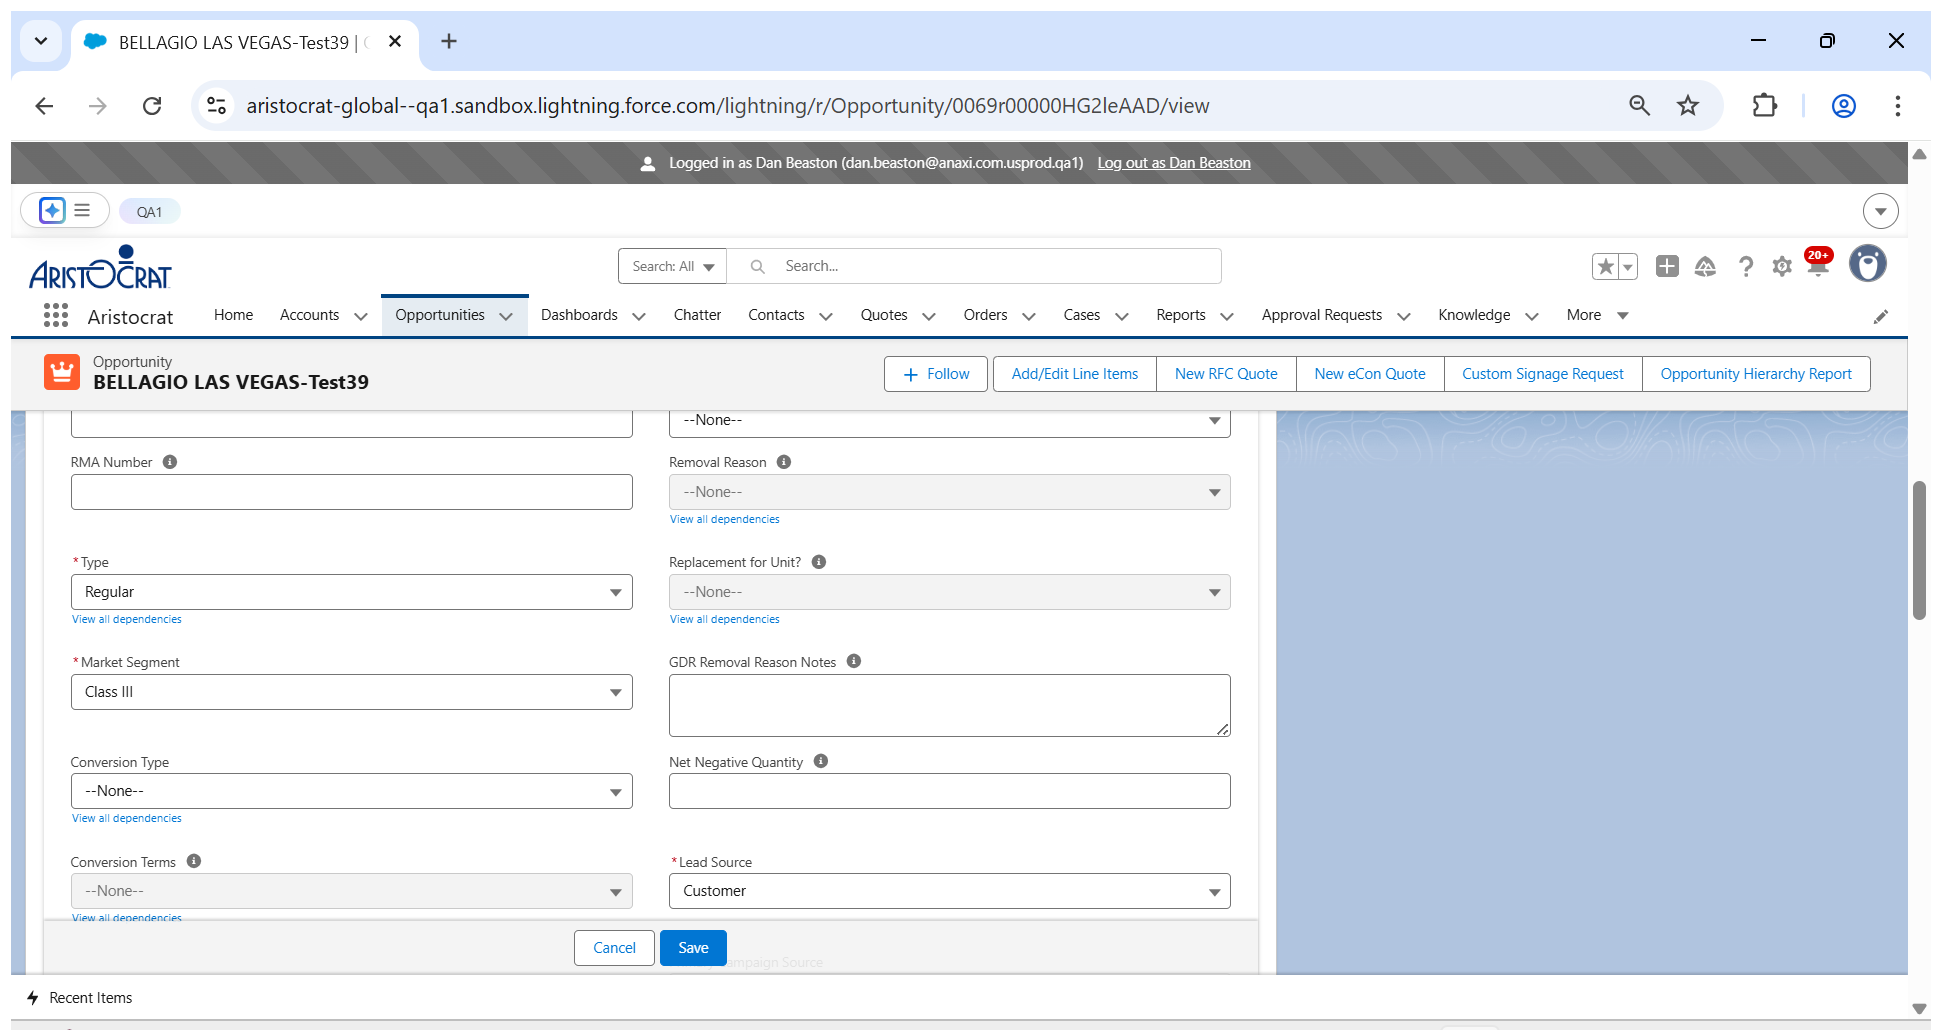 BELLAGIO LAS VEGAS-Test39 |
aristocrat-global--qa1.sandbox.lightning.force.com/lightning/r/Opportunity/0069r00000HG2leAAD/view
Logged in as Dan Beaston (dan.beaston@anaxi.com.usprod.qa1) Log out as Dan Beaston
QA1
ARISTOCRAT
Search: All
Search...
20+
Aristocrat
Home Accounts Opportunities Dashboards Chatter Contacts Quotes Orders Cases Reports Approval Requests Knowledge More
Opportunity
BELLAGIO LAS VEGAS-Test39
Follow Add/Edit Line Items New RFC Quote New eCon Quote Custom Signage Request Opportunity Hierarchy Report
--None--
RMA Number
Removal Reason
--None--
View all dependencies
*Type
Replacement for Unit?
Regular
--None--
View all dependencies
View all dependencies
*Market Segment
GDR Removal Reason Notes
Class III
Conversion Type
Net Negative Quantity
--None--
View all dependencies
Conversion Terms
*Lead Source
--None--
Customer
View all dependencies
Cancel Save
Source
Recent Items